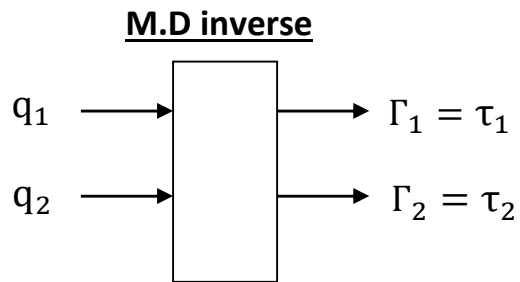 M.D inverse
q₁ Γ₁ = τ₁
q₂ Γ₂ = τ₂